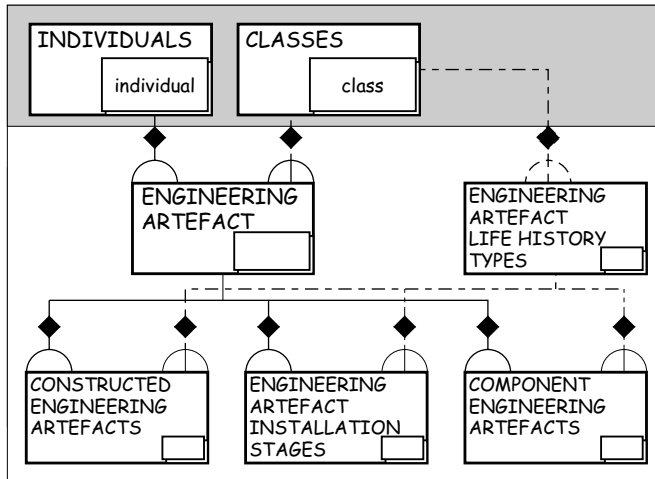 INDIVIDUALS
individual
CLASSES
class
ENGINEERING
ARTEFACT
ENGINEERING
ARTEFACT
LIFE HISTORY
TYPES
CONSTRUCTED
ENGINEERING
ARTEFACTS
ENGINEERING
ARTEFACT
INSTALLATION
STAGES
COMPONENT
ENGINEERING
ARTEFACTS